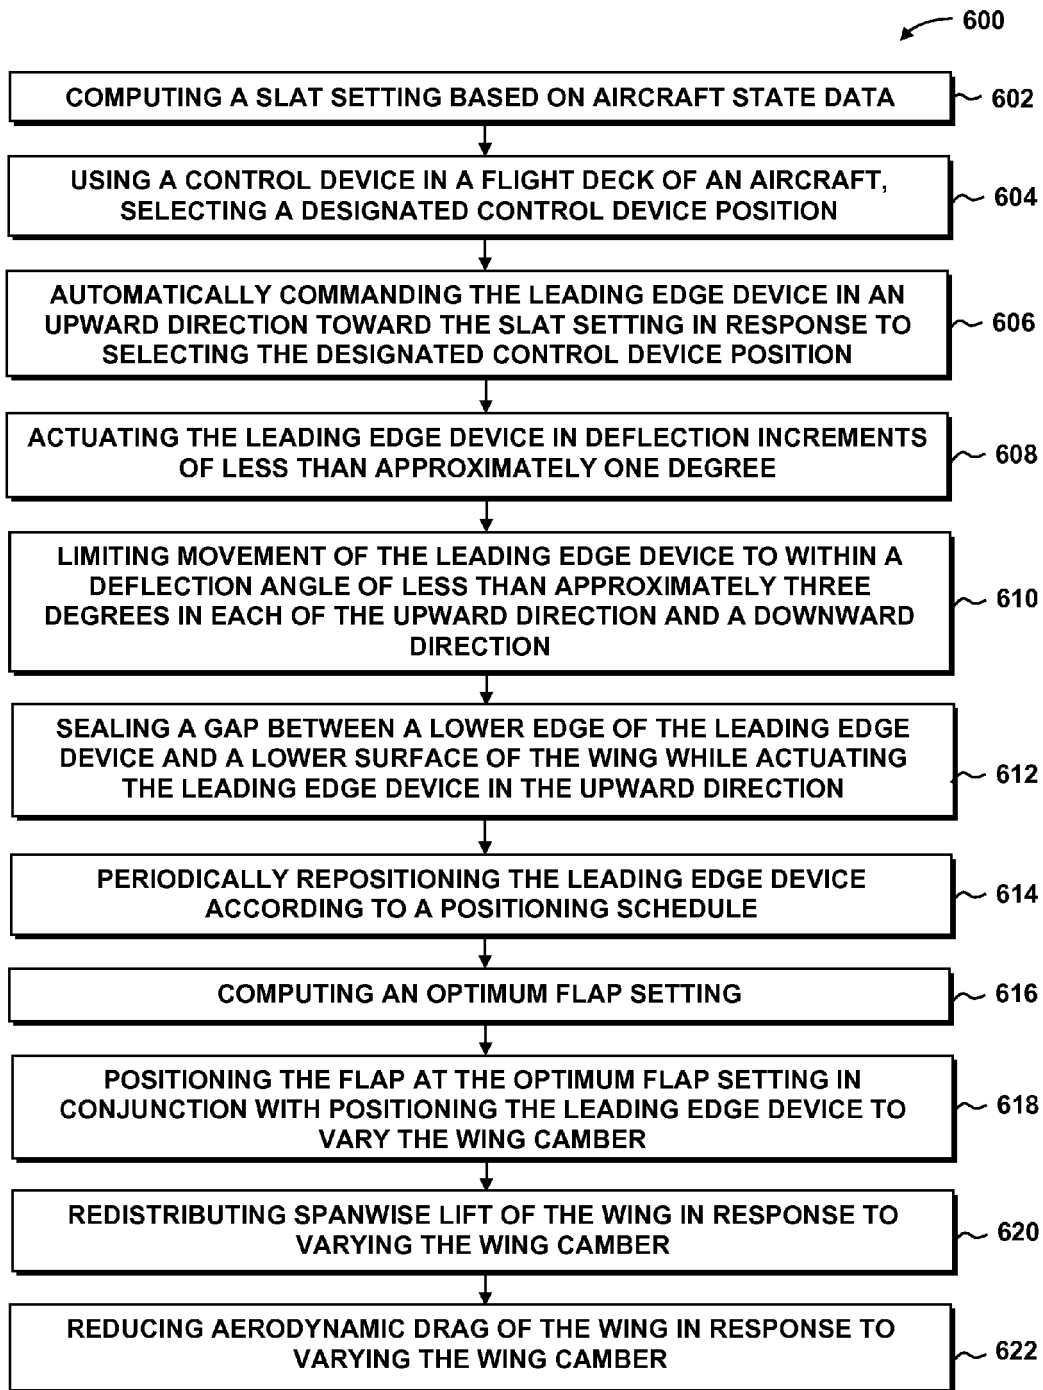 600
COMPUTING A SLAT SETTING BASED ON AIRCRAFT STATE DATA
602
USING A CONTROL DEVICE IN A FLIGHT DECK OF AN AIRCRAFT,
SELECTING A DESIGNATED CONTROL DEVICE POSITION
604
AUTOMATICALLY COMMANDING THE LEADING EDGE DEVICE IN AN
UPWARD DIRECTION TOWARD THE SLAT SETTING IN RESPONSE TO
SELECTING THE DESIGNATED CONTROL DEVICE POSITION
606
ACTUATING THE LEADING EDGE DEVICE IN DEFLECTION INCREMENTS
OF LESS THAN APPROXIMATELY ONE DEGREE
608
LIMITING MOVEMENT OF THE LEADING EDGE DEVICE TO WITHIN A
DEFLECTION ANGLE OF LESS THAN APPROXIMATELY THREE
DEGREES IN EACH OF THE UPWARD DIRECTION AND A DOWNWARD
DIRECTION
610
SEALING A GAP BETWEEN A LOWER EDGE OF THE LEADING EDGE
DEVICE AND A LOWER SURFACE OF THE WING WHILE ACTUATING
THE LEADING EDGE DEVICE IN THE UPWARD DIRECTION
612
PERIODICALLY REPOSITIONING THE LEADING EDGE DEVICE
ACCORDING TO A POSITIONING SCHEDULE
614
COMPUTING AN OPTIMUM FLAP SETTING
616
POSITIONING THE FLAP AT THE OPTIMUM FLAP SETTING IN
CONJUNCTION WITH POSITIONING THE LEADING EDGE DEVICE TO
VARY THE WING CAMBER
618
REDISTRIBUTING SPANWISE LIFT OF THE WING IN RESPONSE TO
VARYING THE WING CAMBER
620
REDUCING AERODYNAMIC DRAG OF THE WING IN RESPONSE TO
VARYING THE WING CAMBER
622